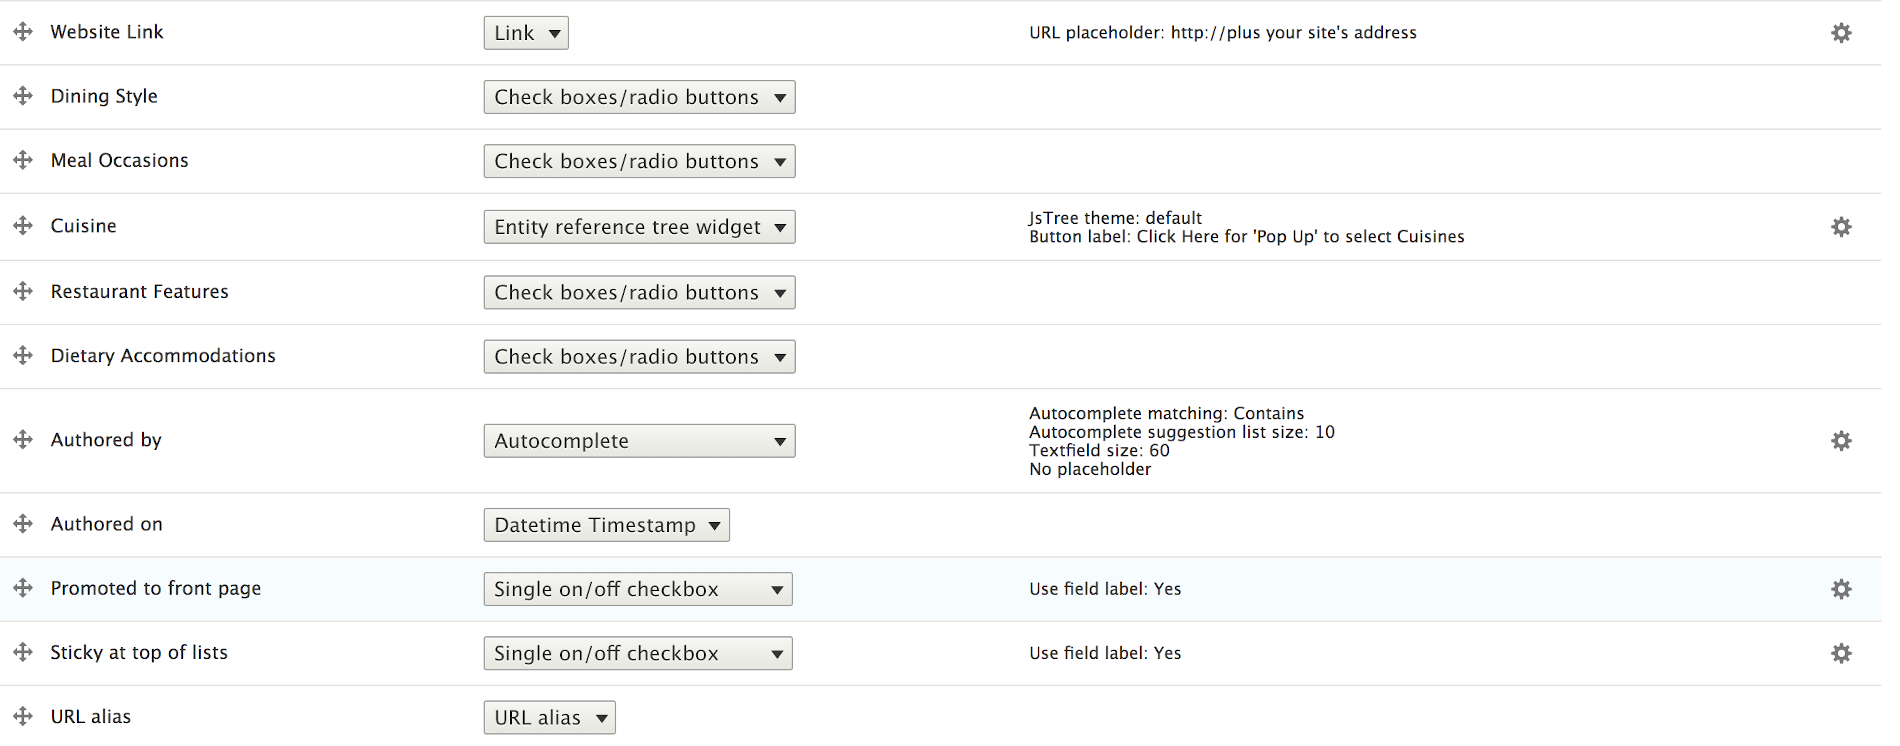 Website Link
Link
URL placeholder: http://plus your site's address
Dining Style
Check boxes/radio buttons
Meal Occasions
Check boxes/radio buttons
Cuisine
Entity reference tree widget
JsTree theme: default
Button label: Click Here for 'Pop Up' to select Cuisines
Restaurant Features
Check boxes/radio buttons
Dietary Accommodations
Check boxes/radio buttons
Authored by
Autocomplete
Autocomplete matching: Contains
Autocomplete suggestion list size: 10
Textfield size: 60
No placeholder
Authored on
Datetime Timestamp
Promoted to front page
Single on/off checkbox
Use field label: Yes
Sticky at top of lists
Single on/off checkbox
Use field label: Yes
URL alias
URL alias